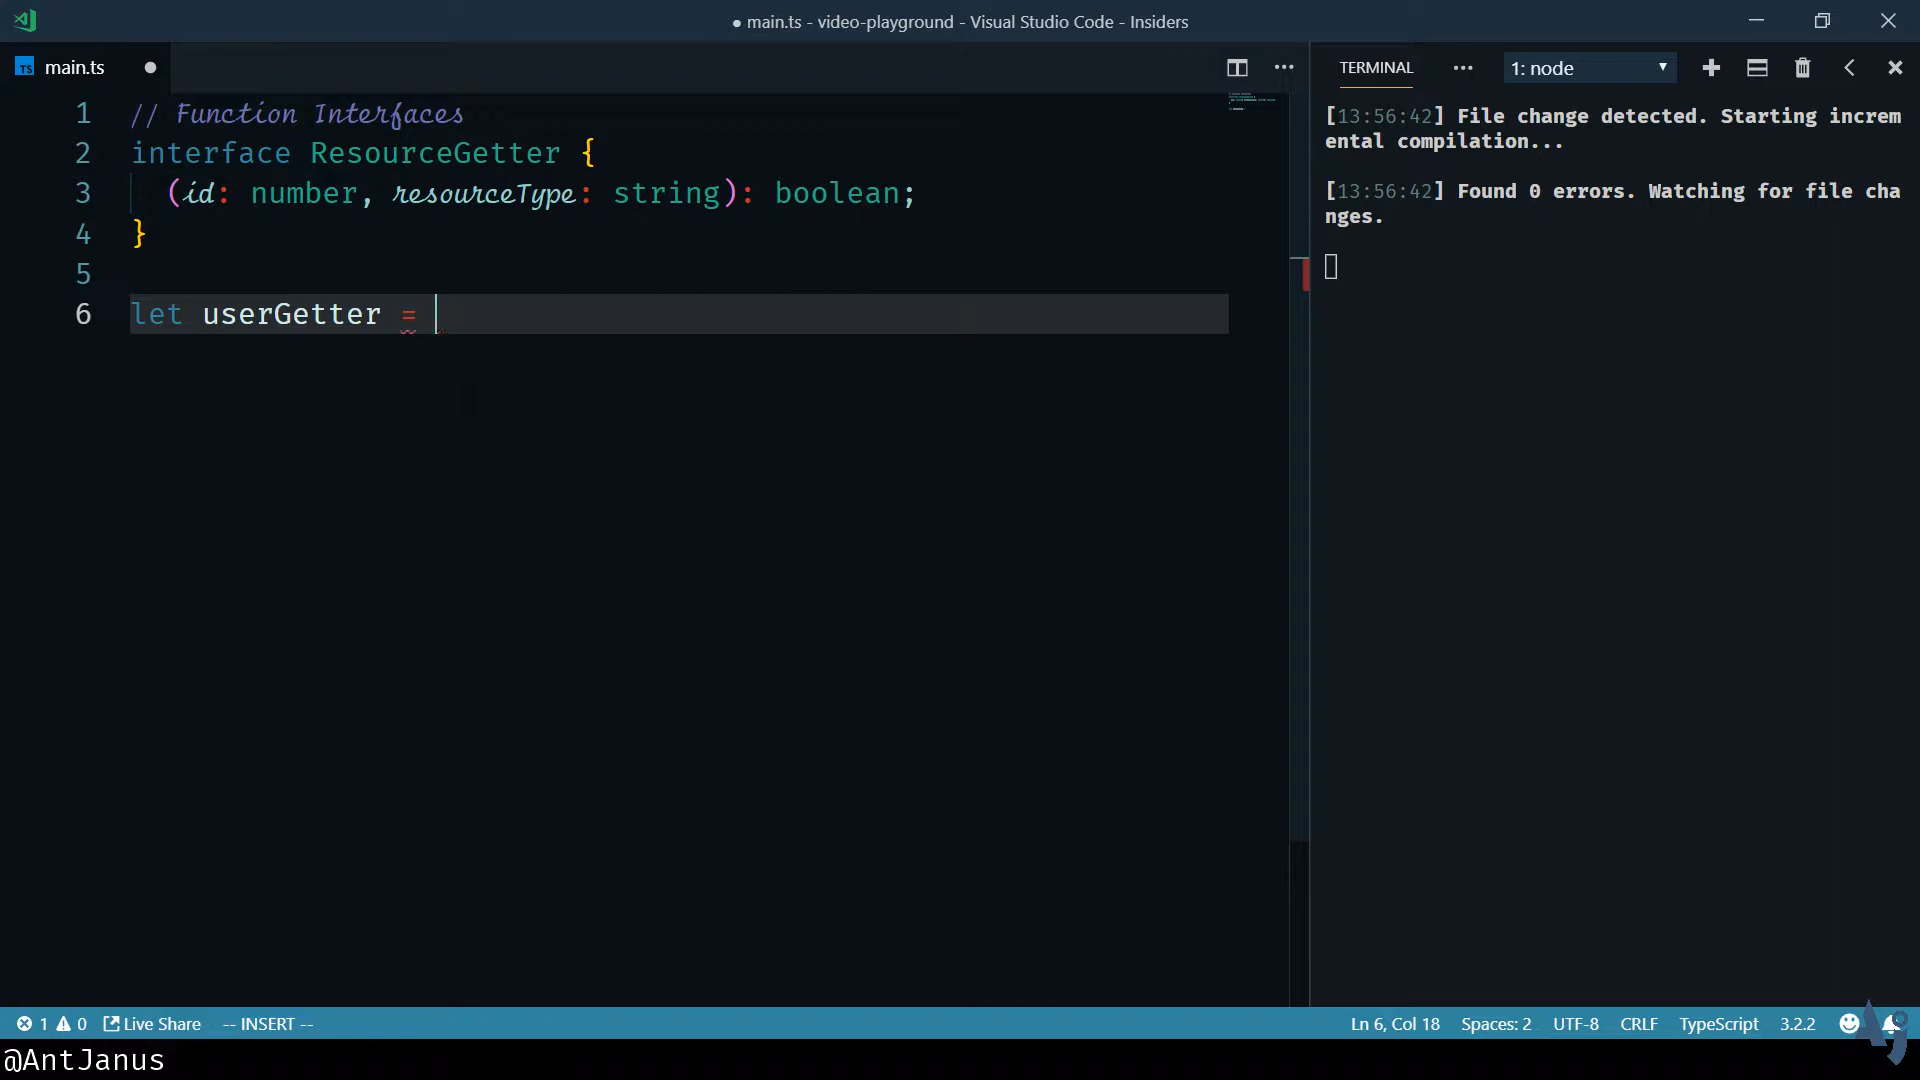 ● main.ts - video-playground - Visual Studio Code - Insiders
TS main.ts ●
TERMINAL ··· 1: node
1 // Function Interfaces
2 interface ResourceGetter {
3 (id: number, resourceType: string): boolean;
4 }
5
6 let userGetter =
[13:56:42] File change detected. Starting increm
ental compilation...
[13:56:42] Found 0 errors. Watching for file cha
nges.
1 0 Live Share -- INSERT --
Ln 6, Col 18 Spaces: 2 UTF-8 CRLF TypeScript 3.2.2
@AntJanus